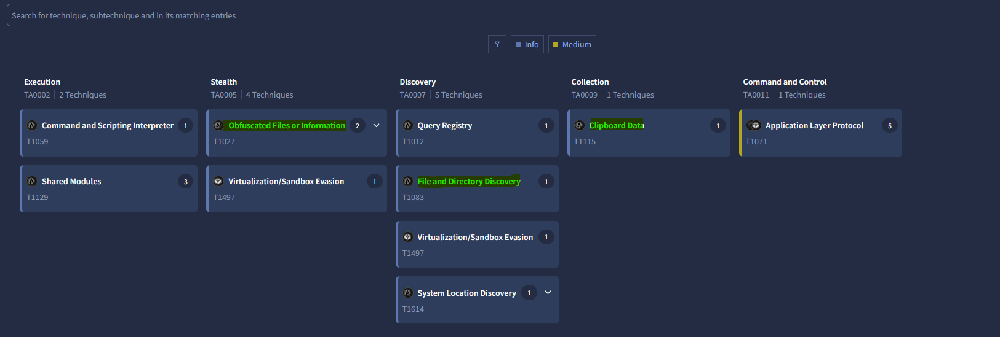 Search for technique, subtechnique and in its matching entries
Info
Medium
Execution
TA0002 | 2 Techniques
Command and Scripting Interpreter 1
T1059
Shared Modules 3
T1129
Stealth
TA0005 | 4 Techniques
Obfuscated Files or Information 2
T1027
Virtualization/Sandbox Evasion 1
T1497
Discovery
TA0007 | 5 Techniques
Query Registry 1
T1012
File and Directory Discovery 1
T1083
Virtualization/Sandbox Evasion 1
T1497
System Location Discovery 1
T1614
Collection
TA0009 | 1 Techniques
Clipboard Data 1
T1115
Command and Control
TA0011 | 1 Techniques
Application Layer Protocol 5
T1071